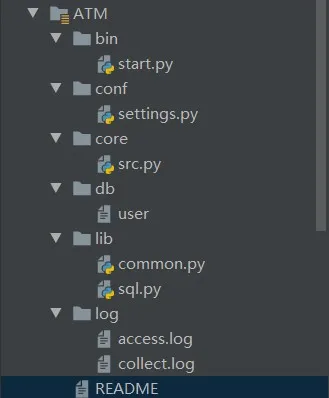 ATM
bin
start.py
conf
settings.py
core
src.py
db
user
lib
common.py
sql.py
log
access.log
collect.log
README